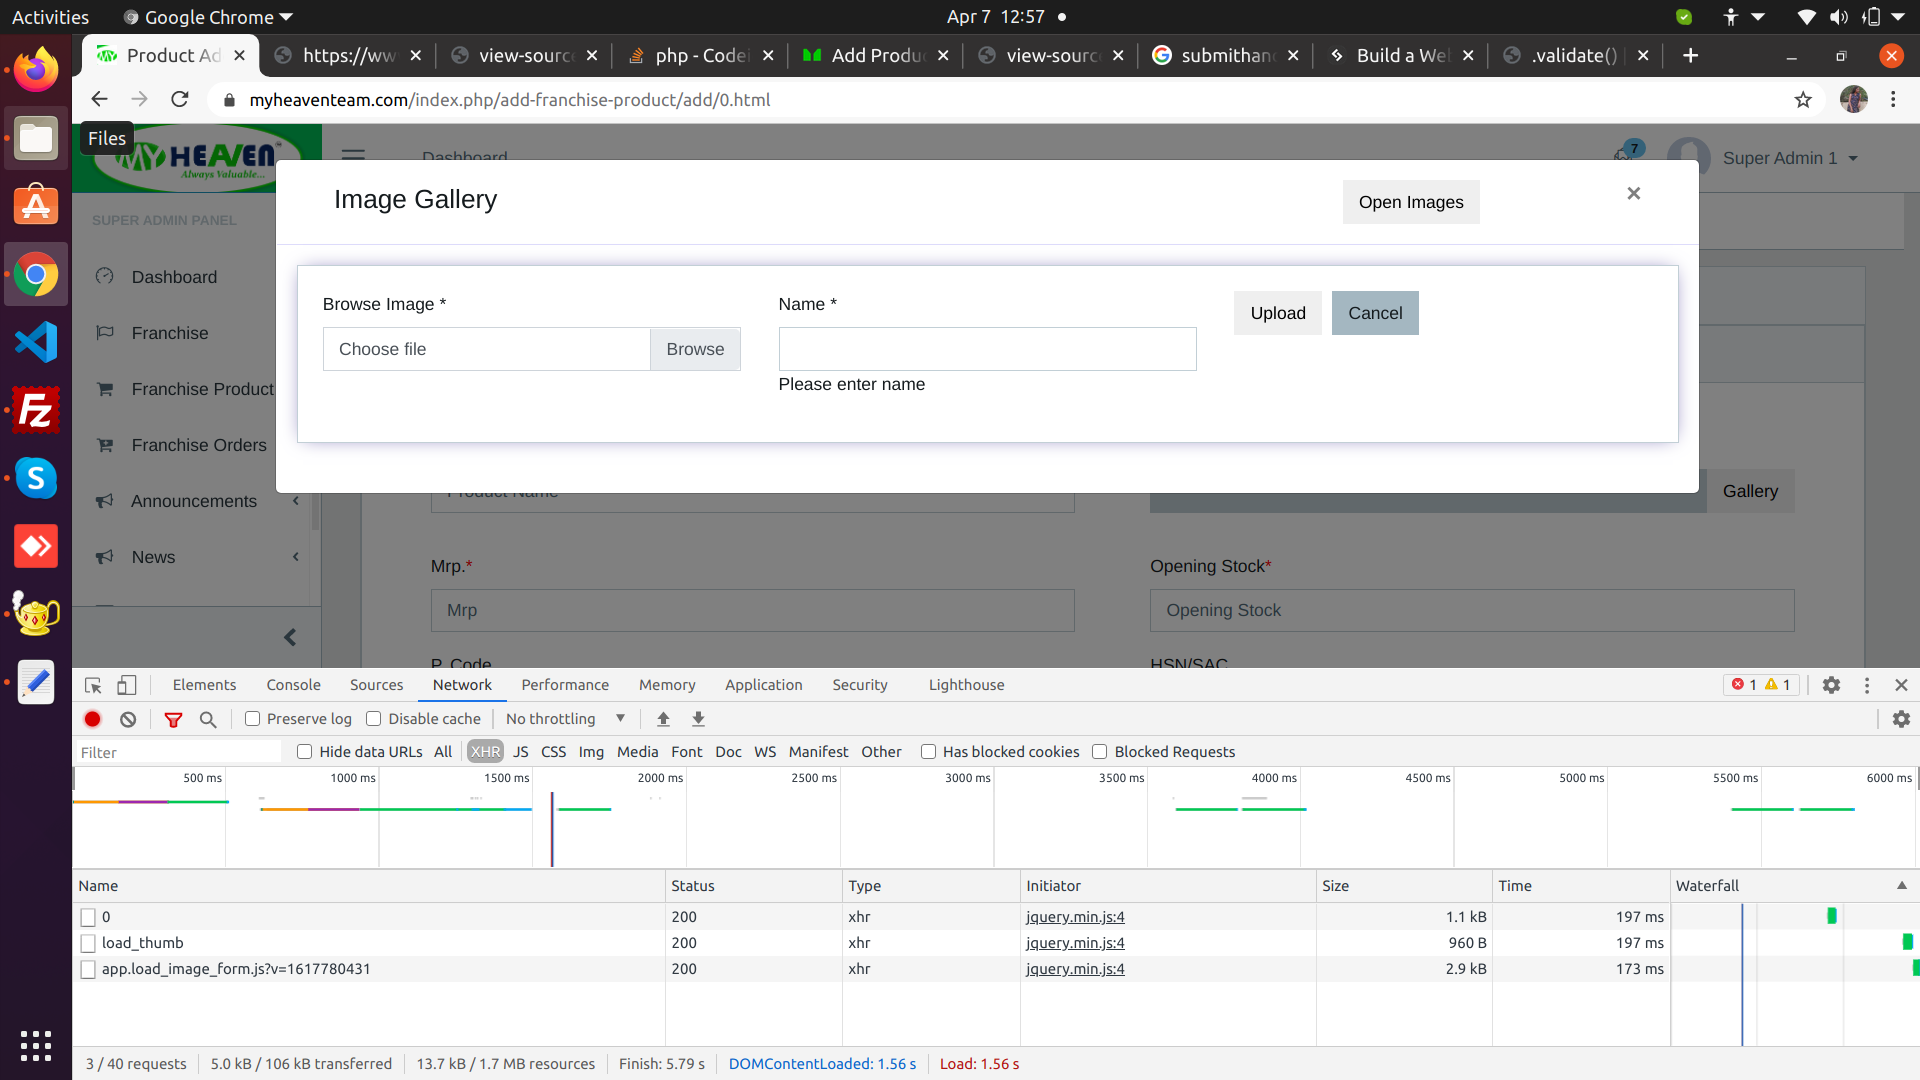 Activities Google Chrome Apr 7 12:57
Product Ad https://ww view-source php - Codei Add Produc view-source submithan Build a We .validate()
myheaventeam.com/index.php/add-franchise-product/add/0.html
Files
MY HEAVEN
Always Valuable...
Dashboard 7 Super Admin 1
SUPER ADMIN PANEL
Image Gallery Open Images ×
Dashboard
Franchise
Franchise Product
Franchise Orders
Announcements
News
Browse Image * Name * Upload Cancel
Choose file Browse
Please enter name
Product Name Gallery
Mrp.* Opening Stock*
Mrp Opening Stock
P. Code HSN/SAC
Elements Console Sources Network Performance Memory Application Security Lighthouse 1 1
Preserve log Disable cache No throttling
Filter Hide data URLs All XHR JS CSS Img Media Font Doc WS Manifest Other Has blocked cookies Blocked Requests
500 ms 1000 ms 1500 ms 2000 ms 2500 ms 3000 ms 3500 ms 4000 ms 4500 ms 5000 ms 5500 ms 6000 ms
Name Status Type Initiator Size Time Waterfall
0 200 xhr jquery.min.js:4 1.1 kB 197 ms
load_thumb 200 xhr jquery.min.js:4 960 B 197 ms
app.load_image_form.js?v=1617780431 200 xhr jquery.min.js:4 2.9 kB 173 ms
3 / 40 requests 5.0 kB / 106 kB transferred 13.7 kB / 1.7 MB resources Finish: 5.79 s DOMContentLoaded: 1.56 s Load: 1.56 s